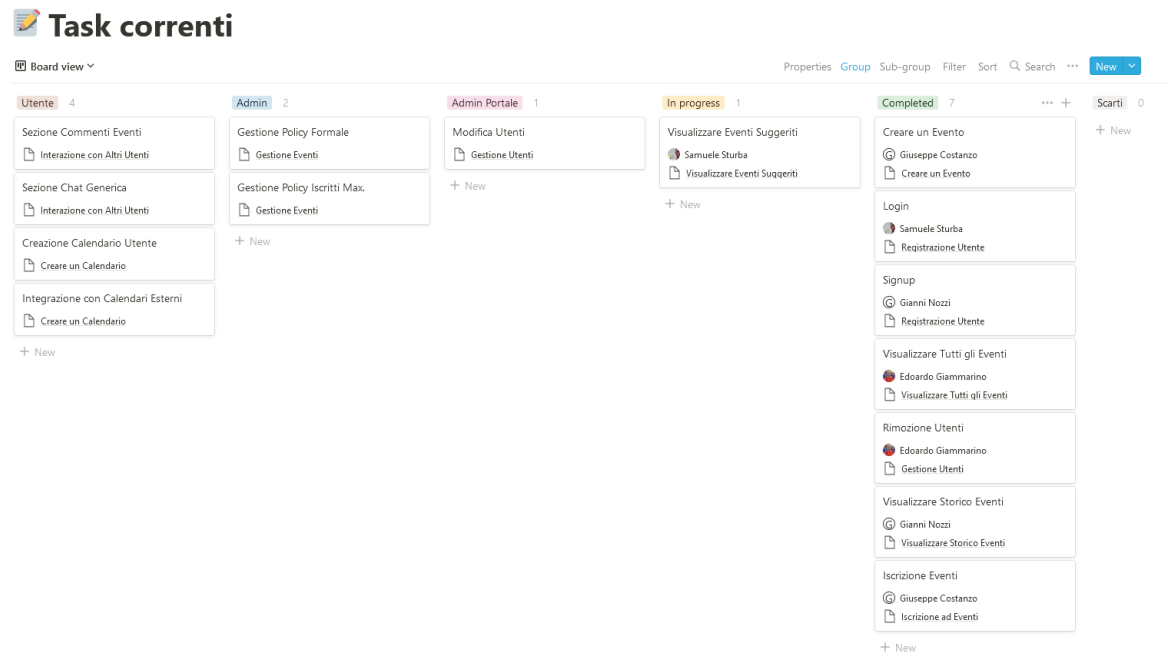 Task correnti
Board view
Properties Group Sub-group Filter Sort Search ··· New
Utente 4
Sezione Commenti Eventi
Interazione con Altri Utenti
Sezione Chat Generica
Interazione con Altri Utenti
Creazione Calendario Utente
Creare un Calendario
Integrazione con Calendari Esterni
Creare un Calendario
+ New
Admin 2
Gestione Policy Formale
Gestione Eventi
Gestione Policy Iscritti Max.
Gestione Eventi
+ New
Admin Portale 1
Modifica Utenti
Gestione Utenti
+ New
In progress 1
Visualizzare Eventi Suggeriti
Samuele Sturba
Visualizzare Eventi Suggeriti
+ New
Completed 7 ··· +
Creare un Evento
G Giuseppe Costanzo
Creare un Evento
Login
Samuele Sturba
Registrazione Utente
Signup
G Gianni Nozzi
Registrazione Utente
Visualizzare Tutti gli Eventi
Edoardo Giammarino
Visualizzare Tutti gli Eventi
Rimozione Utenti
Edoardo Giammarino
Gestione Utenti
Visualizzare Storico Eventi
G Gianni Nozzi
Visualizzare Storico Eventi
Iscrizione Eventi
G Giuseppe Costanzo
Iscrizione ad Eventi
+ New
Scarti 0
+ New